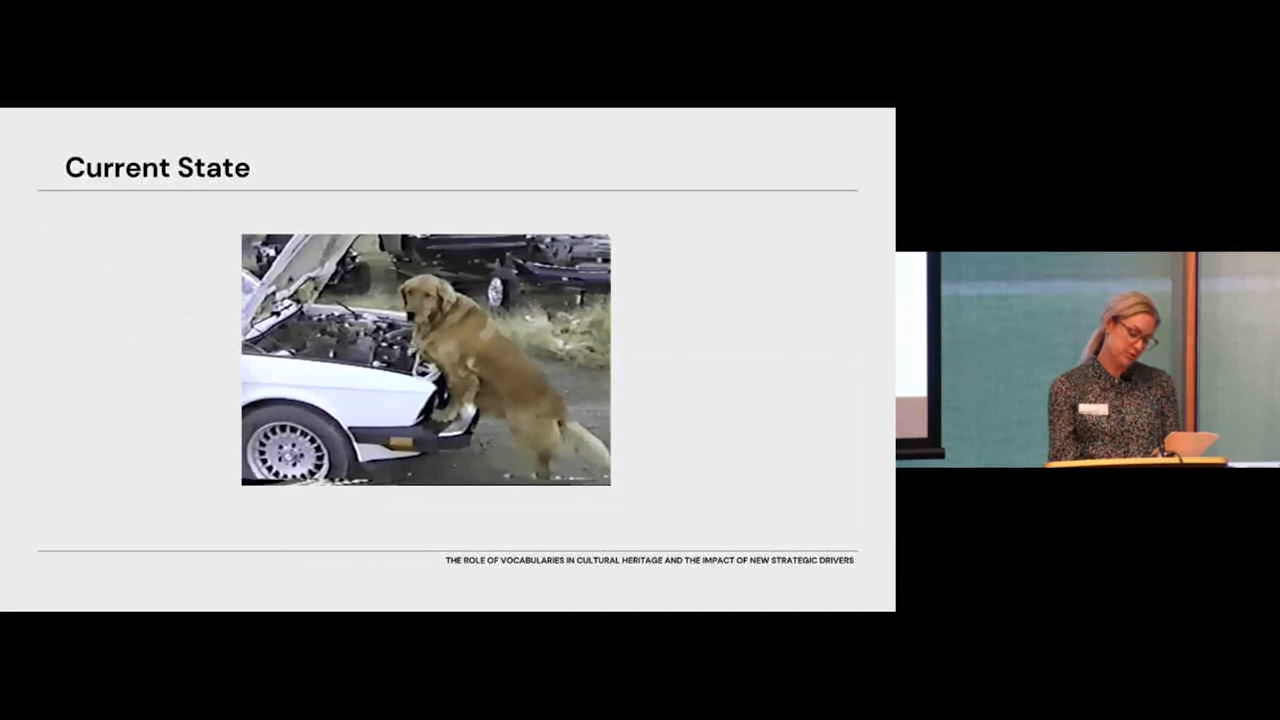 Current State
THE ROLE OF VOCABULARIES IN CULTURAL HERITAGE AND THE IMPACT OF NEW STRATEGIC DRIVERS